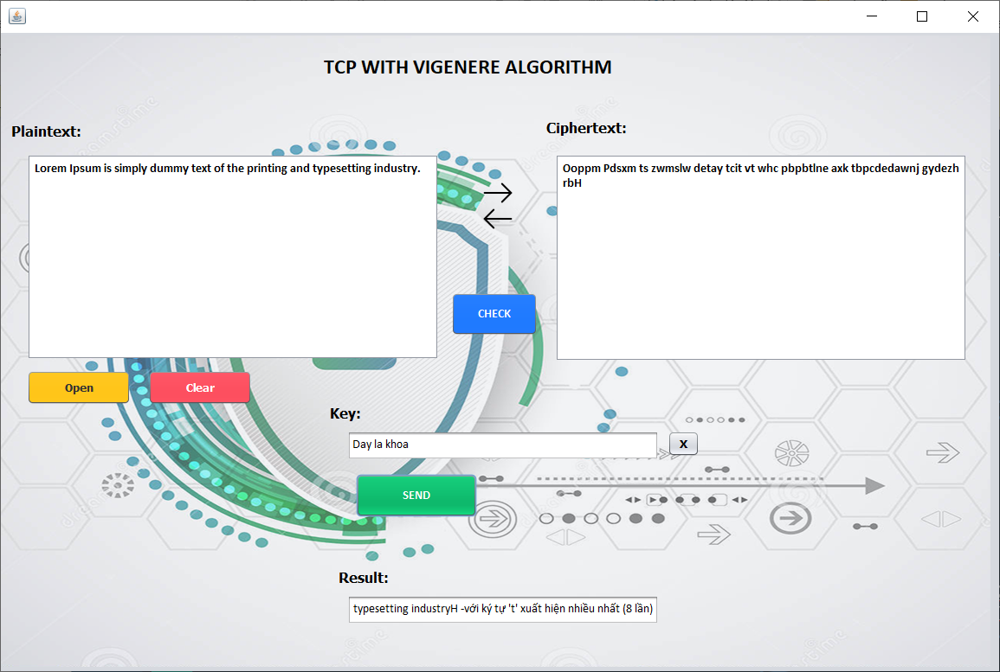 TCP WITH VIGENERE ALGORITHM
Plaintext:
Ciphertext:
Lorem Ipsum is simply dummy text of the printing and typesetting industry.
Ooppm Pdsxm ts zwmslw detay tcit vt whc pbpbtlne axk tbpcdedawnj gydezh
rbH
CHECK
Open
Clear
Key:
Day la khoa
X
SEND
Result:
typesetting industryH -với ký tự 't' xuất hiện nhiều nhất (8 lần)